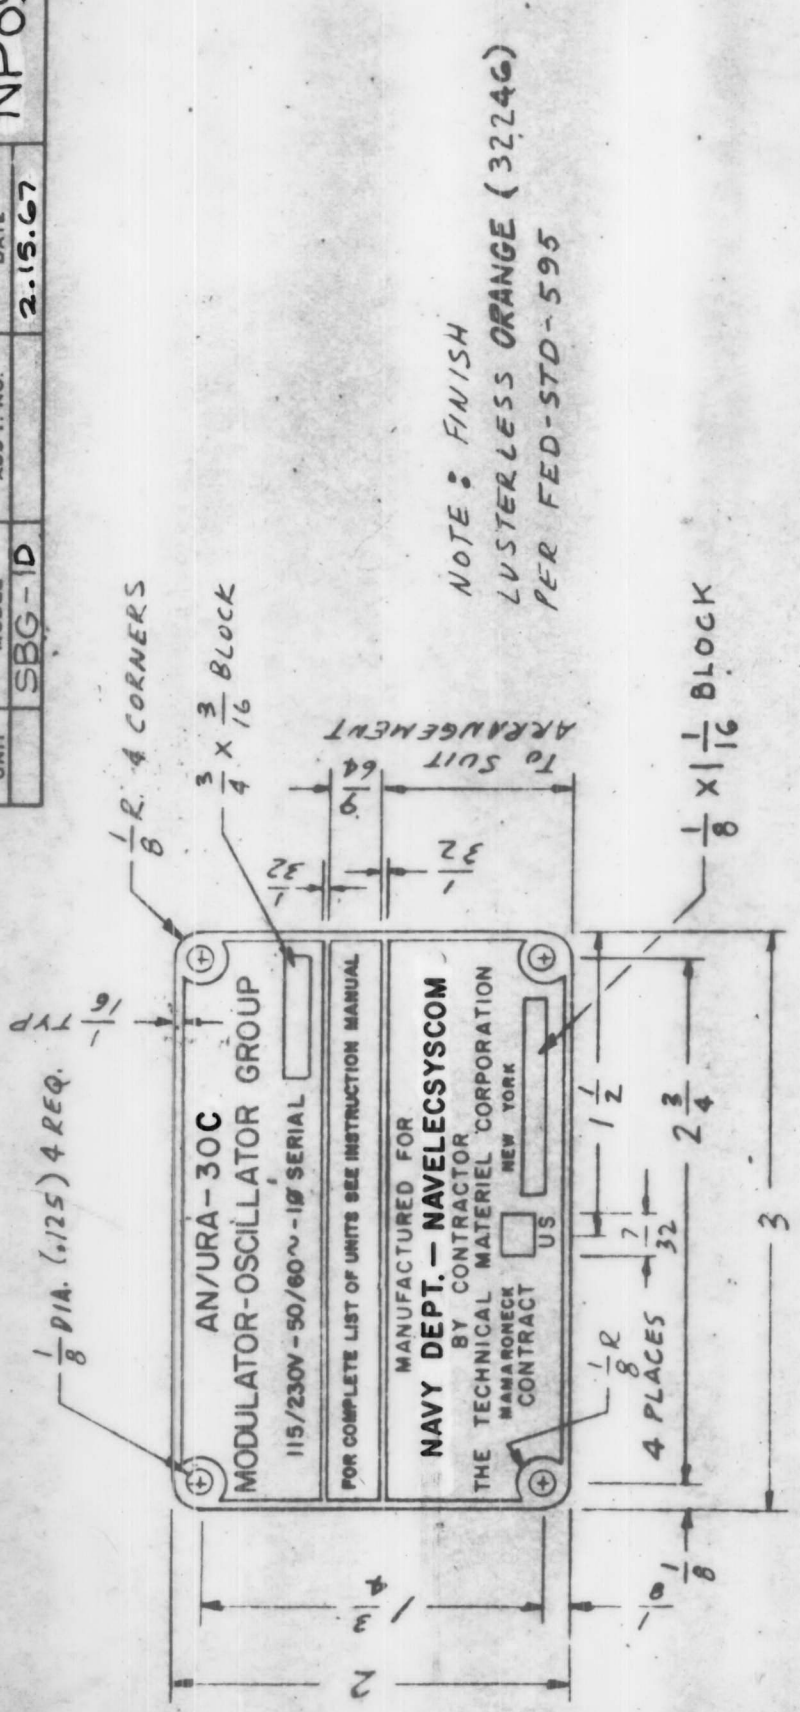 NPO
2.15.67
SBG-1D
1/8 R. 4 CORNERS
3/4 X 3/16 BLOCK
1/8 DIA. (.125) 4 REQ.
1/16 TYP
AN/URA-30C
MODULATOR-OSCILLATOR GROUP
115/230V-50/60~-1Ø SERIAL
FOR COMPLETE LIST OF UNITS SEE INSTRUCTION MANUAL
MANUFACTURED FOR
NAVY DEPT.-NAVELECSYSCOM
BY CONTRACTOR
THE TECHNICAL MATERIEL CORPORATION
MAMARONECK NEW YORK
CONTRACT
US
1/32
9/64
1/32
TO SUIT
ARRANGEMENT
NOTE: FINISH
LUSTERLESS ORANGE (32246)
PER FED-STD-595
1/8 X 1 1/16 BLOCK
1/8 R
4 PLACES
7/32
1 1/2
2 3/4
3
1/8
1/8
1 3/4
2